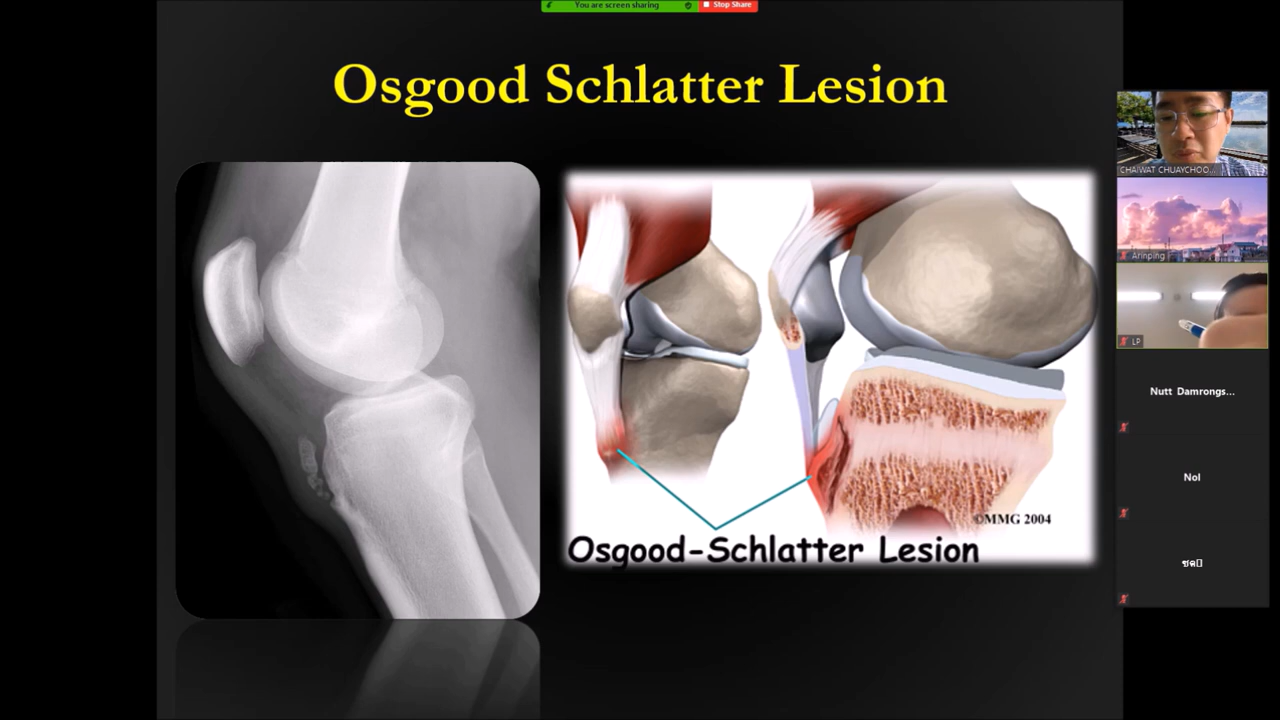 You are screen sharing
Stop Share
Osgood Schlatter Lesion
CHAIWAT CHUAYCHOO...
Arinping
LP
Nutt Damrongs...
Nol
©MMG 2004
Osgood-Schlatter Lesion